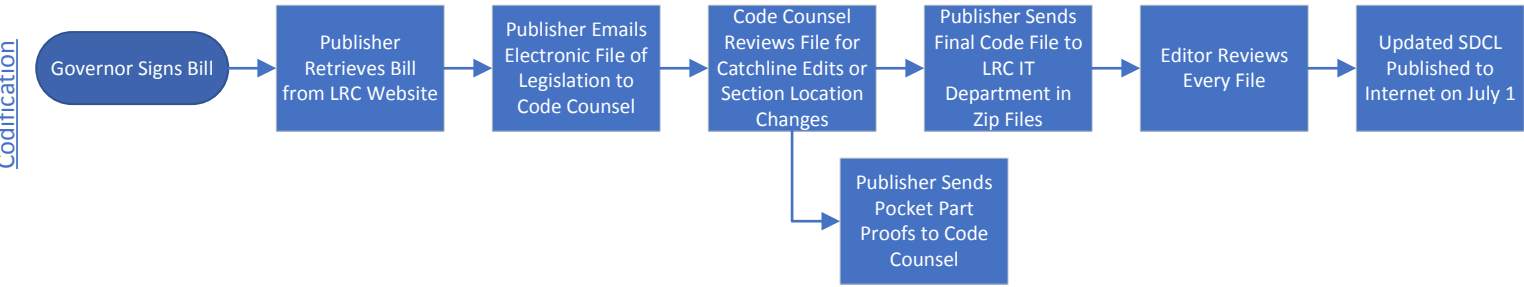 Codification
Governor Signs Bill
Publisher
Retrieves Bill
from LRC Website
Publisher Emails
Electronic File of
Legislation to
Code Counsel
Code Counsel
Reviews File for
Catchline Edits or
Section Location
Changes
Publisher Sends
Final Code File to
LRC IT
Department in
Zip Files
Editor Reviews
Every File
Updated SDCL
Published to
Internet on July 1
Publisher Sends
Pocket Part
Proofs to Code
Counsel